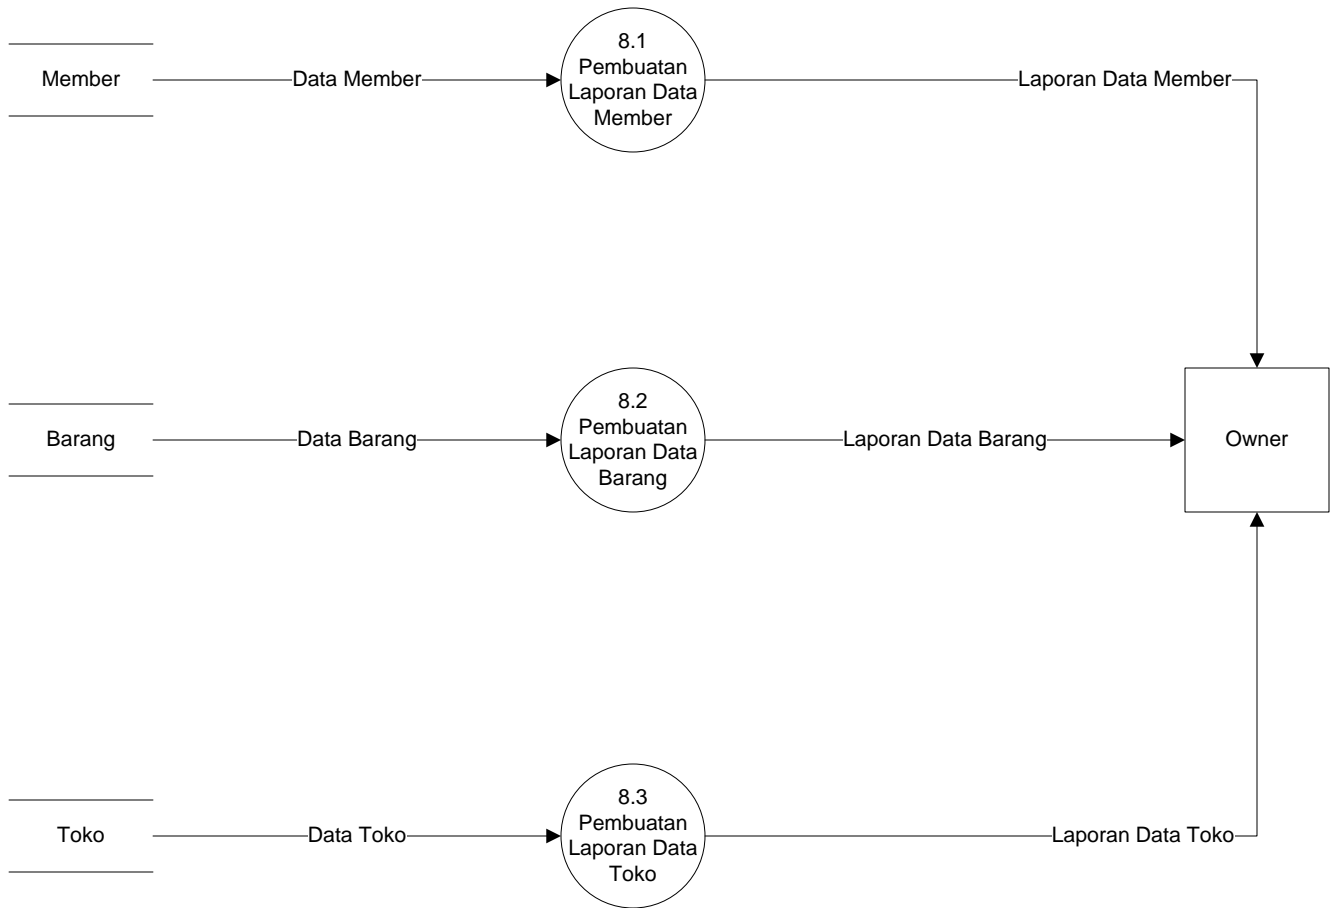 Member
Data Member
8.1
Pembuatan
Laporan Data
Member
Laporan Data Member
Barang
Data Barang
8.2
Pembuatan
Laporan Data
Barang
Laporan Data Barang
Owner
Toko
Data Toko
8.3
Pembuatan
Laporan Data
Toko
Laporan Data Toko